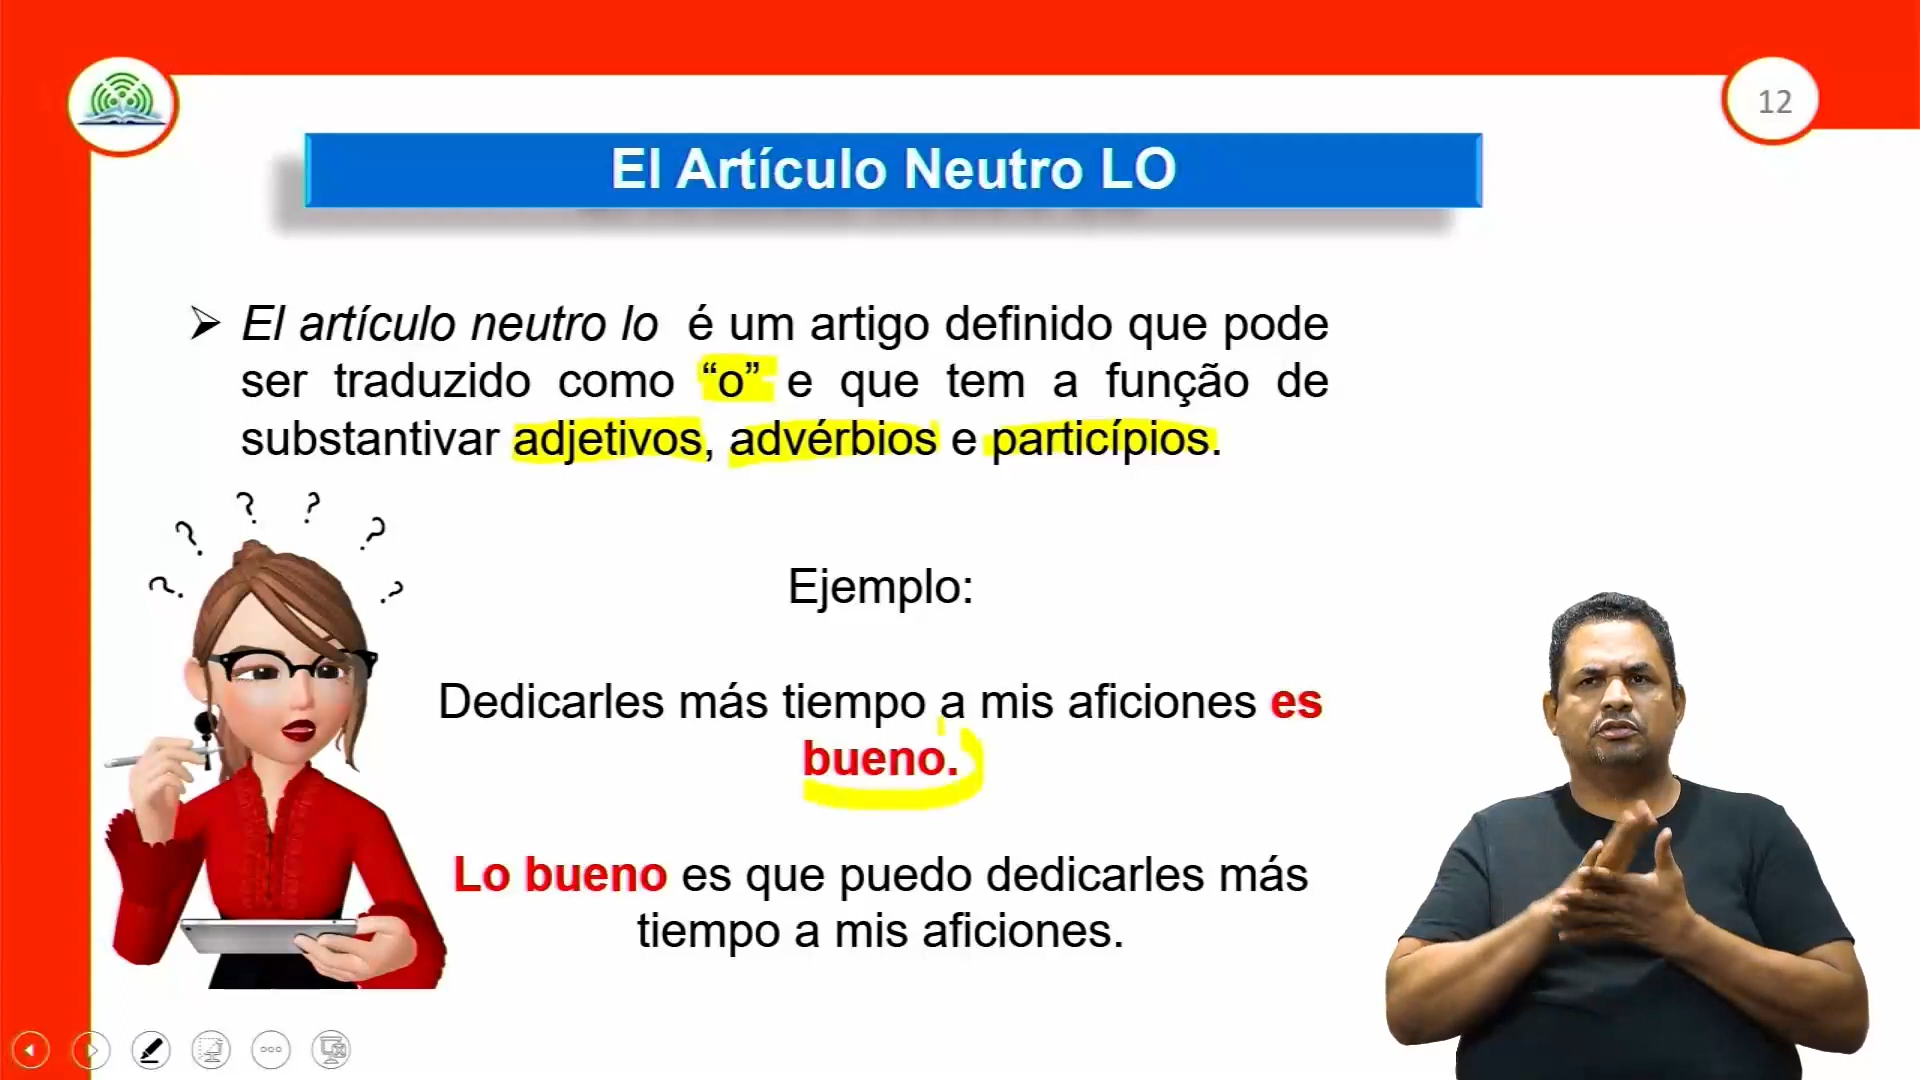 12
El Artículo Neutro LO
El artículo neutro lo é um artigo definido que pode
ser traduzido como “o” e que tem a função de
substantivar adjetivos, advérbios e particípios.
? ? ? ? ? ?
Ejemplo:
Dedicarles más tiempo a mis aficiones es
bueno.
Lo bueno es que puedo dedicarles más
tiempo a mis aficiones.